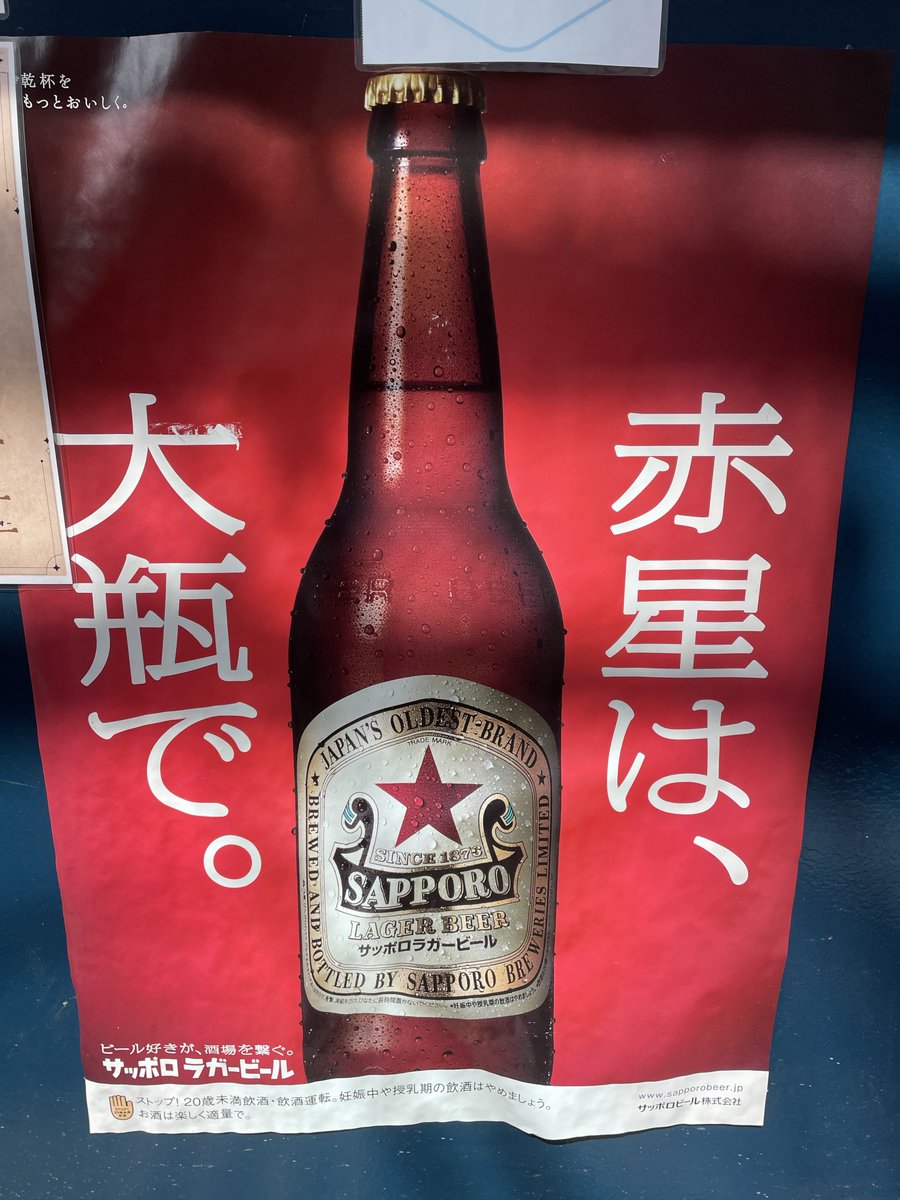 乾杯を
もっとおいしく。
赤星は、
大瓶で。
JAPAN'S OLDEST-BRAND
TRADE MARK
SINCE 1876
SAPPORO
LAGER BEER
サッポロラガービール
BREWED AND BOTTLED BY SAPPORO BREWERIES LIMITED
ビール好きが、酒場を繋ぐ。
サッポロ ラガービール
ストップ!20歳未満飲酒・飲酒運転。妊娠中や授乳期の飲酒はやめましょう。
お酒は楽しく適量で。
www.sapporobeer.jp
サッポロビール株式会社